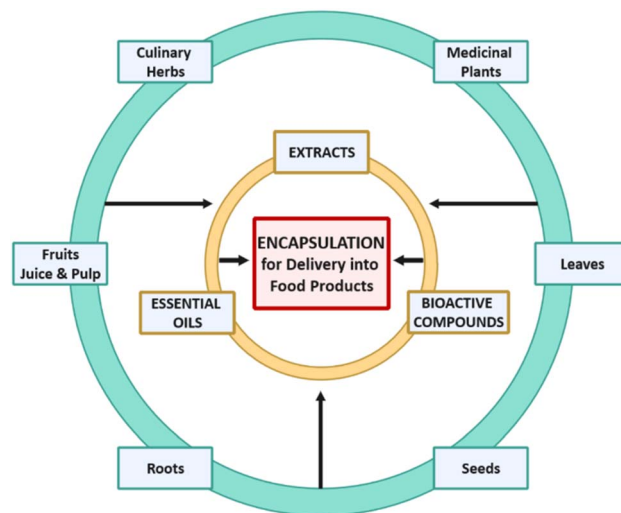 Culinary
Herbs
Medicinal
Plants
EXTRACTS
ENCAPSULATION
for Delivery into
Food Products
Fruits
Juice & Pulp
Leaves
ESSENTIAL
OILS
BIOACTIVE
COMPOUNDS
Roots
Seeds